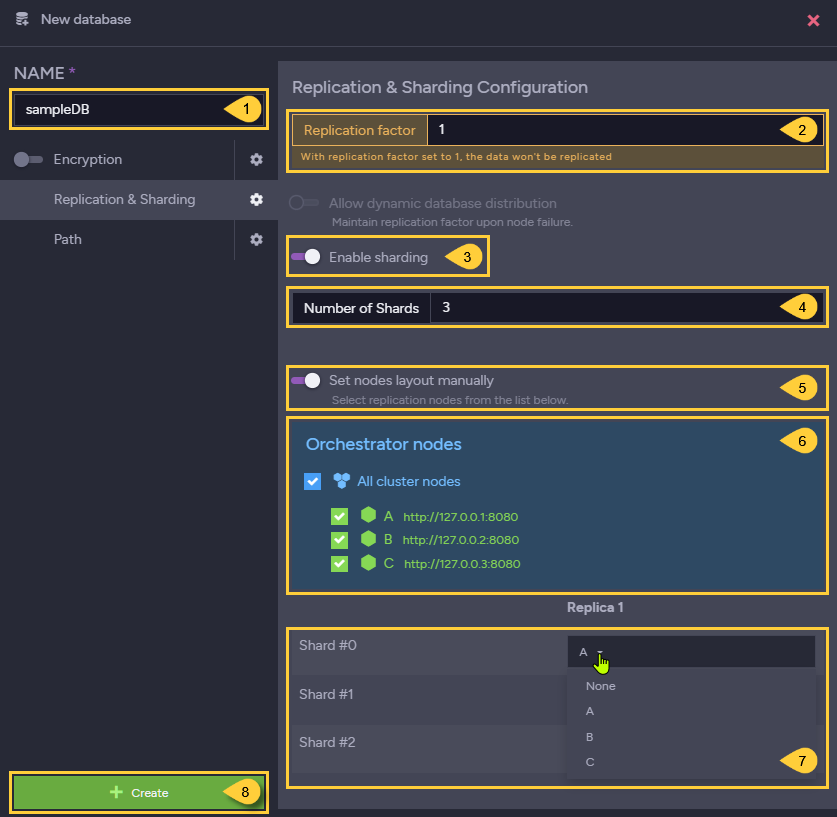 New database
NAME *
sampleDB
1
Encryption
Replication & Sharding
Path
8
Create
Replication & Sharding Configuration
Replication factor
1
2
With replication factor set to 1, the data won't be replicated
Allow dynamic database distribution
Maintain replication factor upon node failure.
Enable sharding
3
Number of Shards
3
4
Set nodes layout manually
5
Select replication nodes from the list below.
Orchestrator nodes
6
All cluster nodes
A http://127.0.0.1:8080
B http://127.0.0.2:8080
C http://127.0.0.3:8080
Replica 1
Shard #0
A
None
Shard #1
A
B
Shard #2
C
7